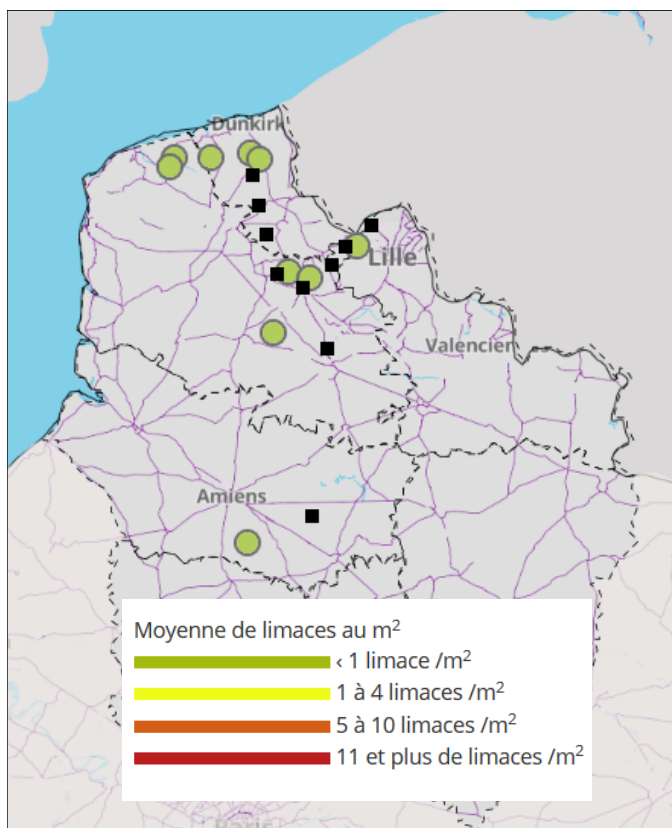 Dunkirk
Lille
Valencien
Amiens
Moyenne de limaces au m²
‹ 1 limace /m²
1 à 4 limaces /m²
5 à 10 limaces /m²
11 et plus de limaces /m²
Paris